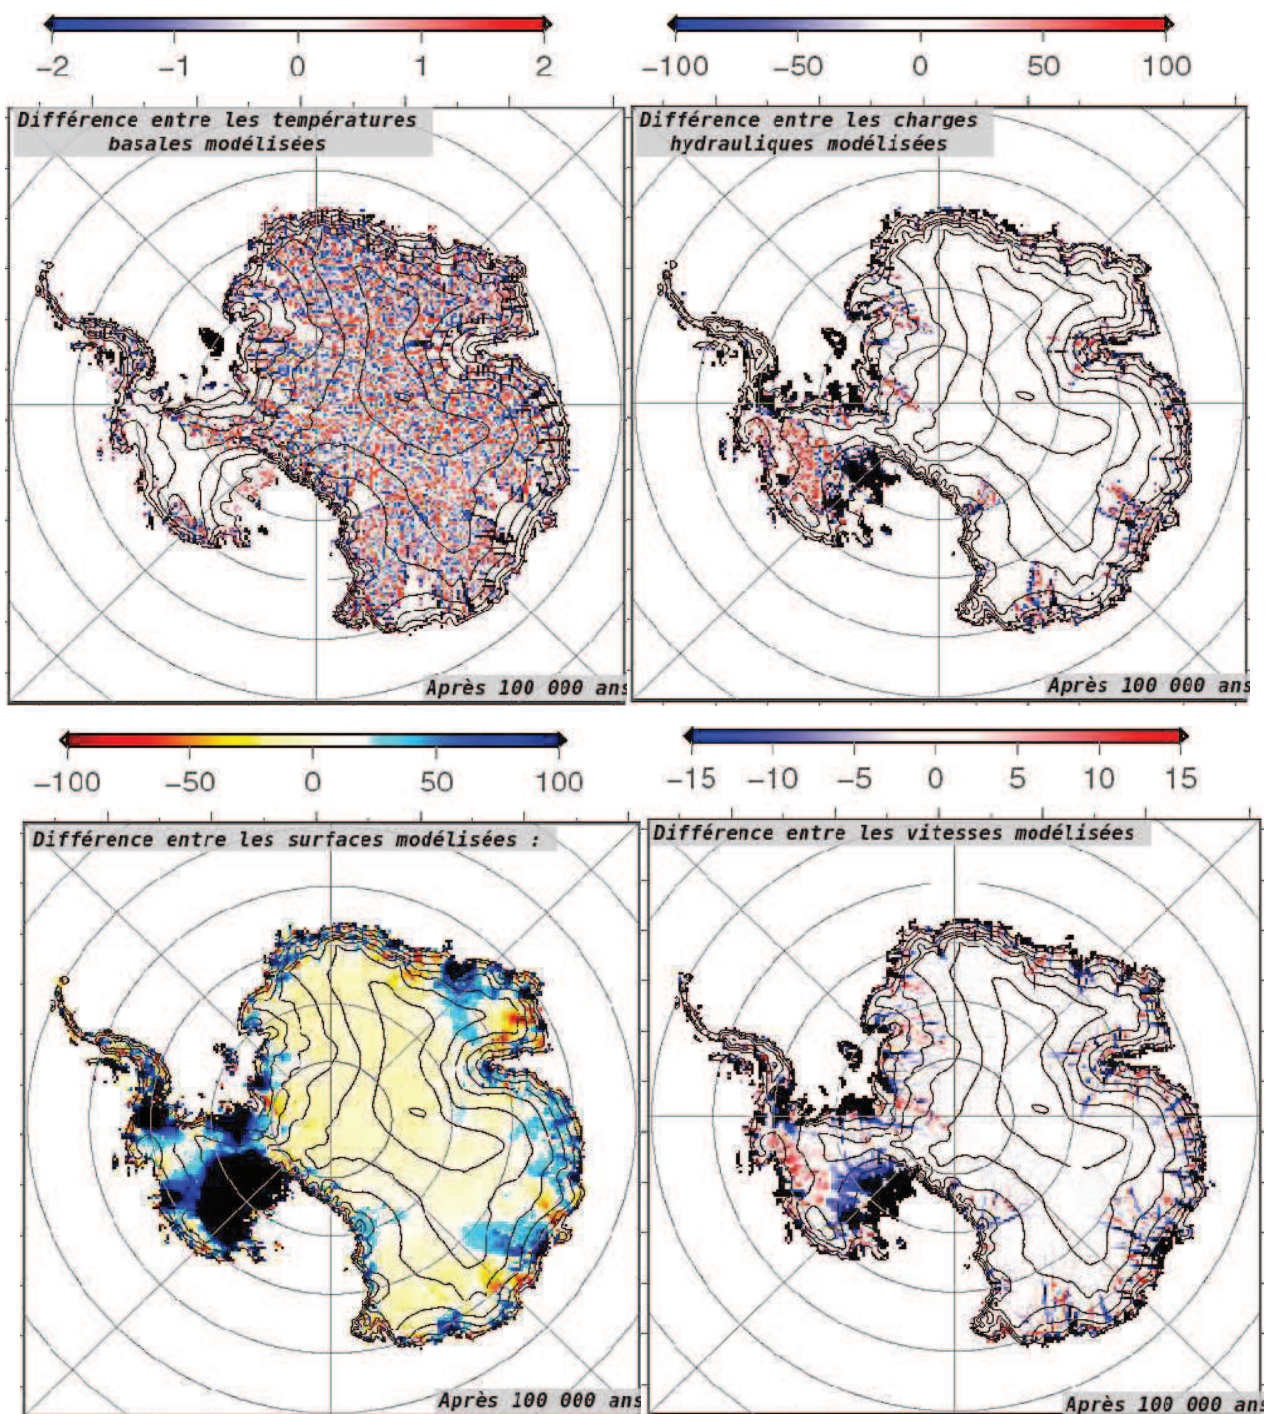 −2 −1 0 1 2
−100 −50 0 50 100
Différence entre les températures
basales modélisées
Différence entre les charges
hydrauliques modélisées
Après 100 000 ans
Après 100 000 ans
−100 −50 0 50 100
−15 −10 −5 0 5 10 15
Différence entre les surfaces modélisées :
Différence entre les vitesses modélisées
Après 100 000 ans
Après 100 000 ans